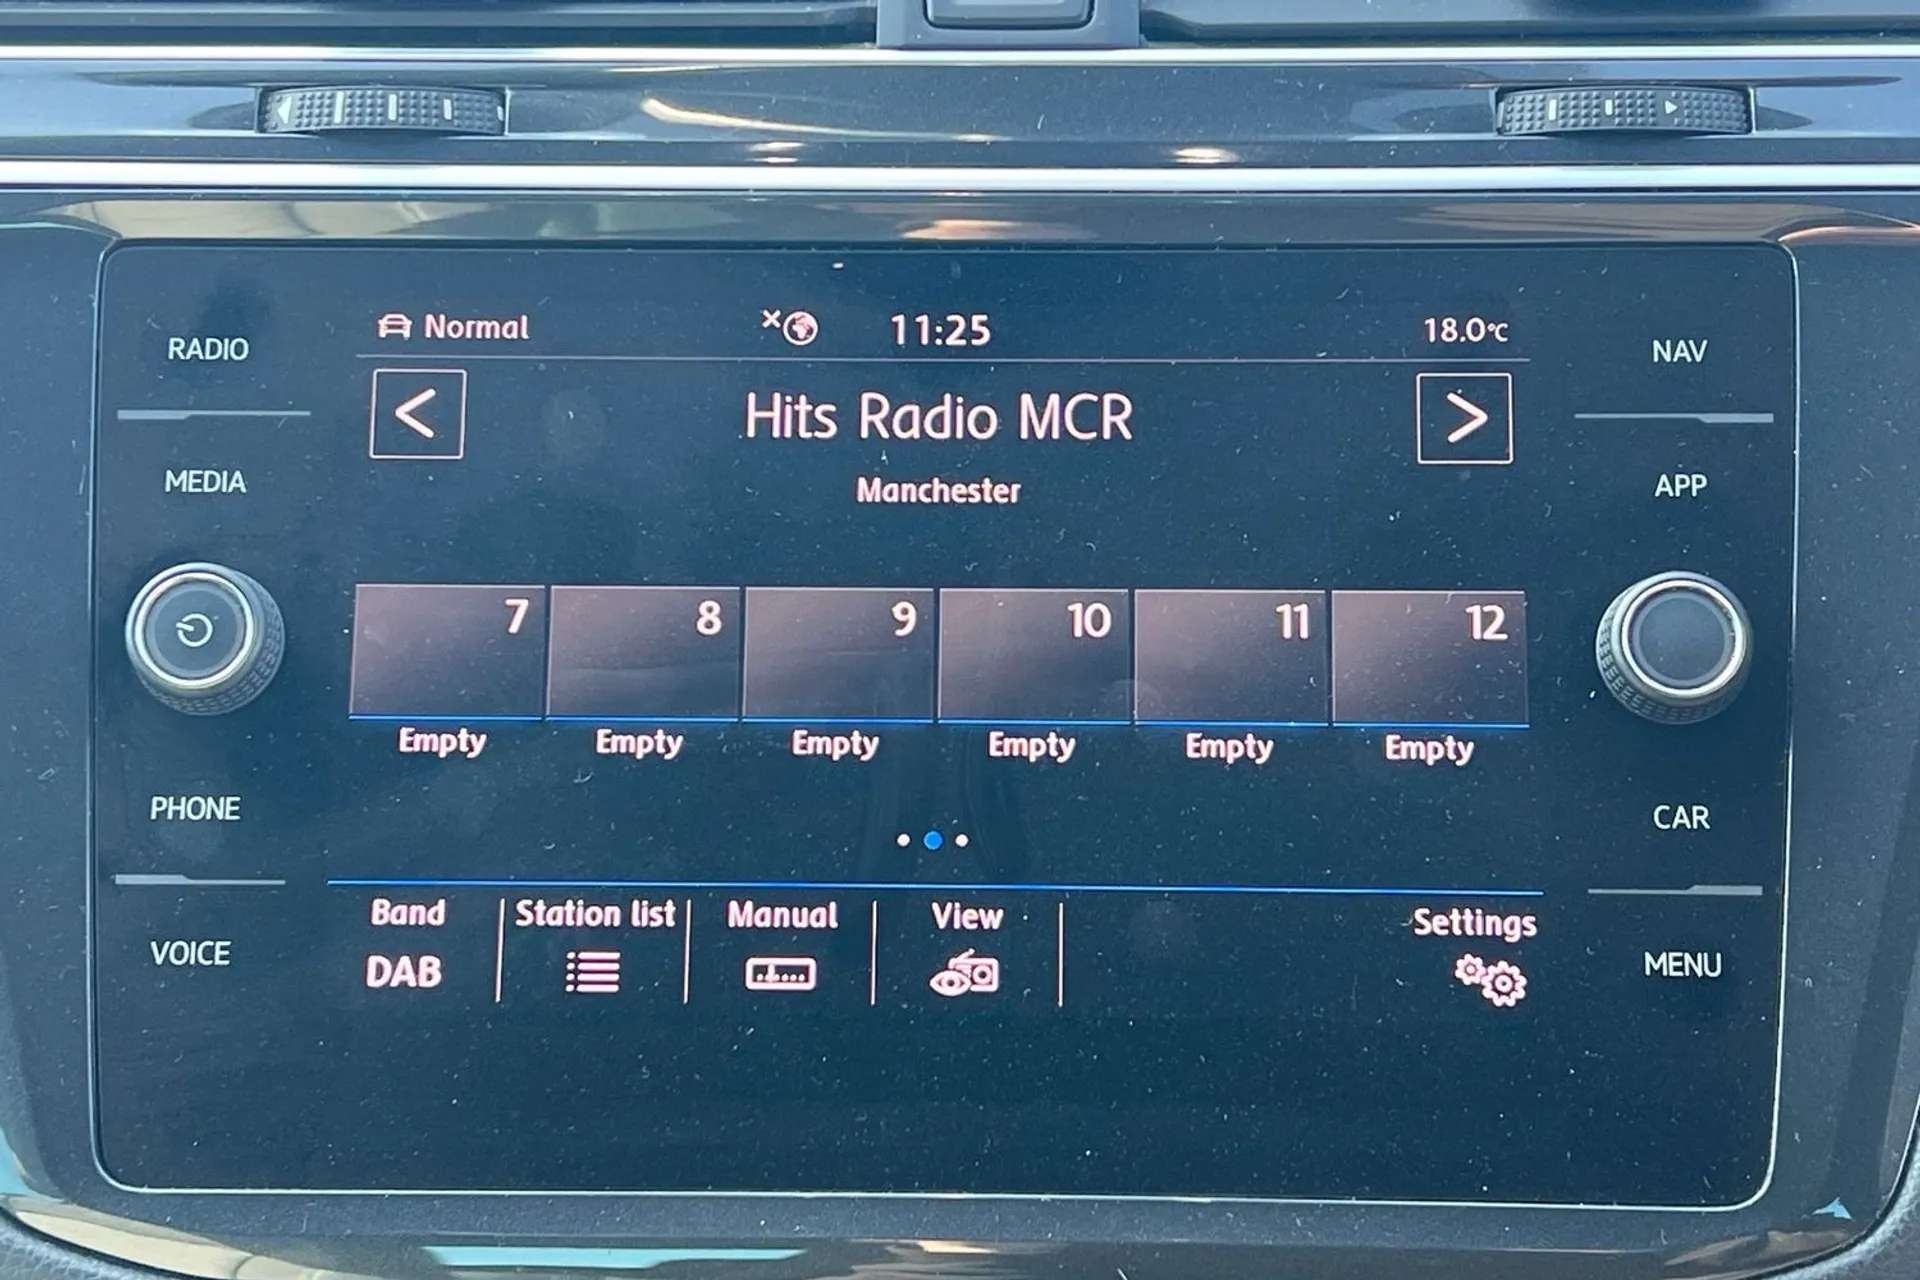 RADIO
MEDIA
PHONE
VOICE
Normal 11:25 18.0°C
< Hits Radio MCR >
Manchester
7 8 9 10 11 12
Empty Empty Empty Empty Empty Empty
Band Station list Manual View Settings
DAB
NAV
APP
CAR
MENU